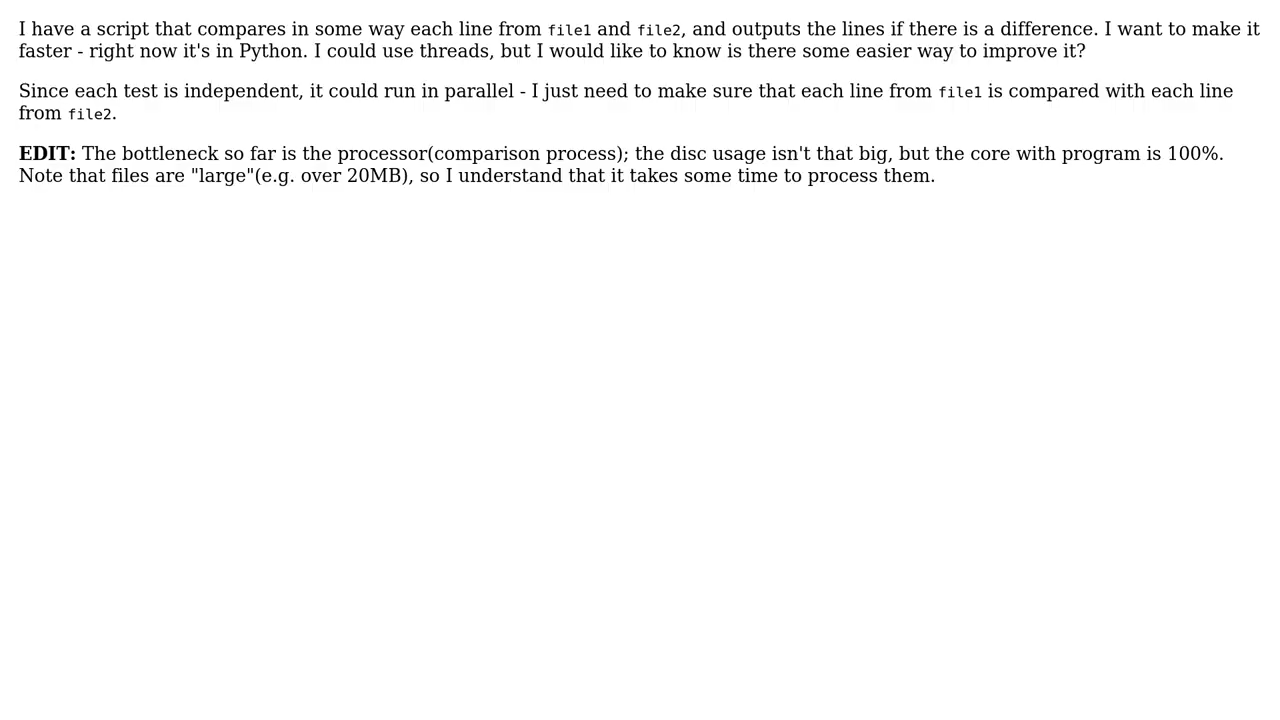 I have a script that compares in some way each line from file1 and file2, and outputs the lines if there is a difference. I want to make it
faster - right now it's in Python. I could use threads, but I would like to know is there some easier way to improve it?
Since each test is independent, it could run in parallel - I just need to make sure that each line from file1 is compared with each line
from file2.
EDIT: The bottleneck so far is the processor(comparison process); the disc usage isn't that big, but the core with program is 100%.
Note that files are "large"(e.g. over 20MB), so I understand that it takes some time to process them.